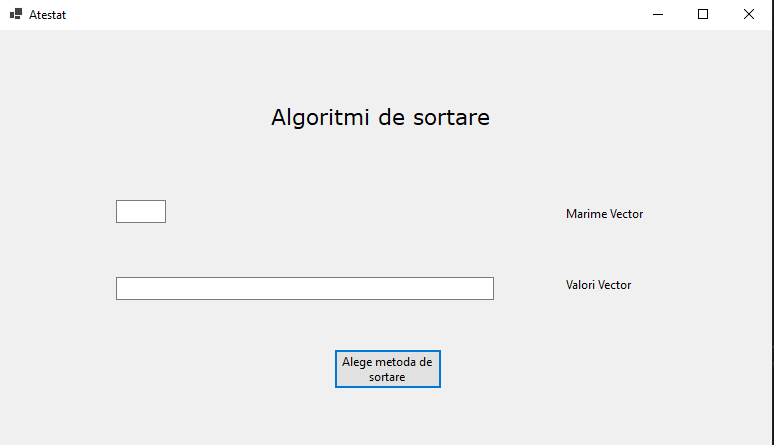 Atestat
Algoritmi de sortare
Marime Vector
Valori Vector
Alege metoda de
sortare